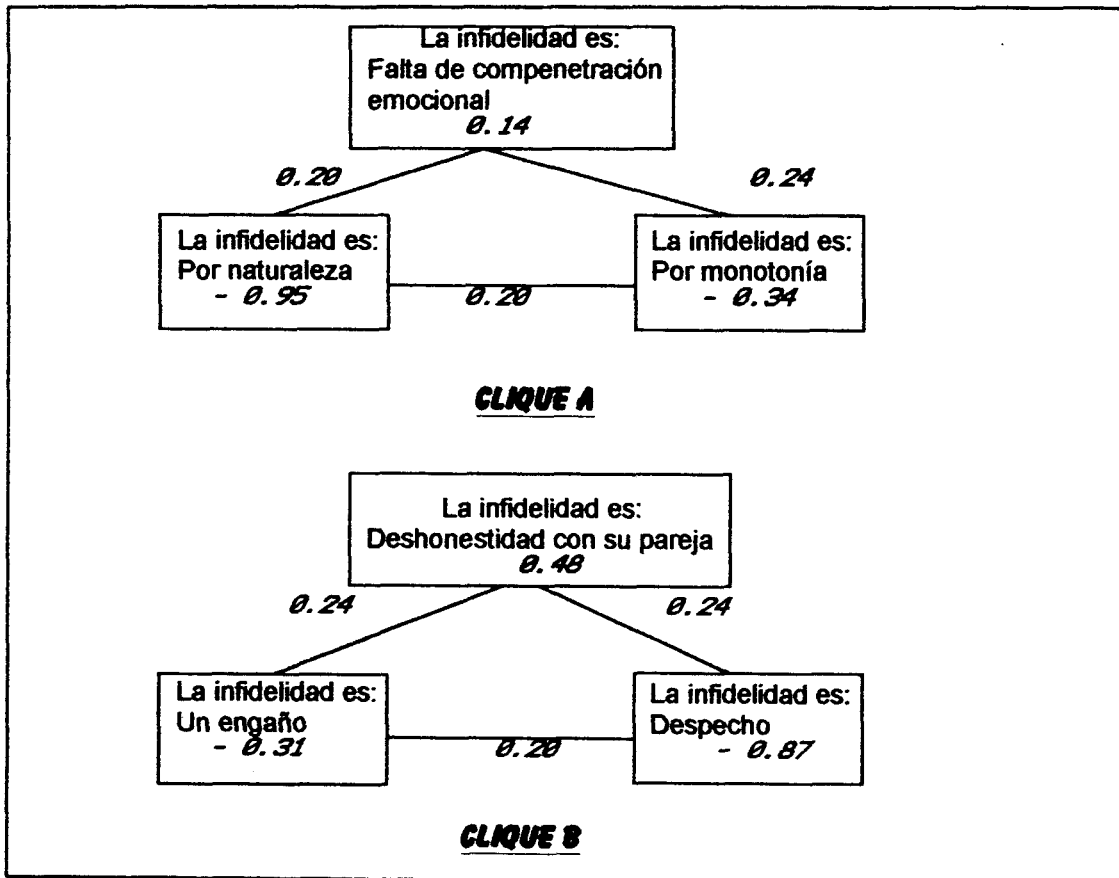 La infidelidad es:
Falta de compenetración
emocional
0.14
0.20
0.24
La infidelidad es:
Por naturaleza
- 0.95
0.20
La infidelidad es:
Por monotonía
- 0.34
CLIQUE A
La infidelidad es:
Deshonestidad con su pareja
0.48
0.24
0.24
La infidelidad es:
Un engaño
- 0.31
0.20
La infidelidad es:
Despecho
- 0.87
CLIQUE B